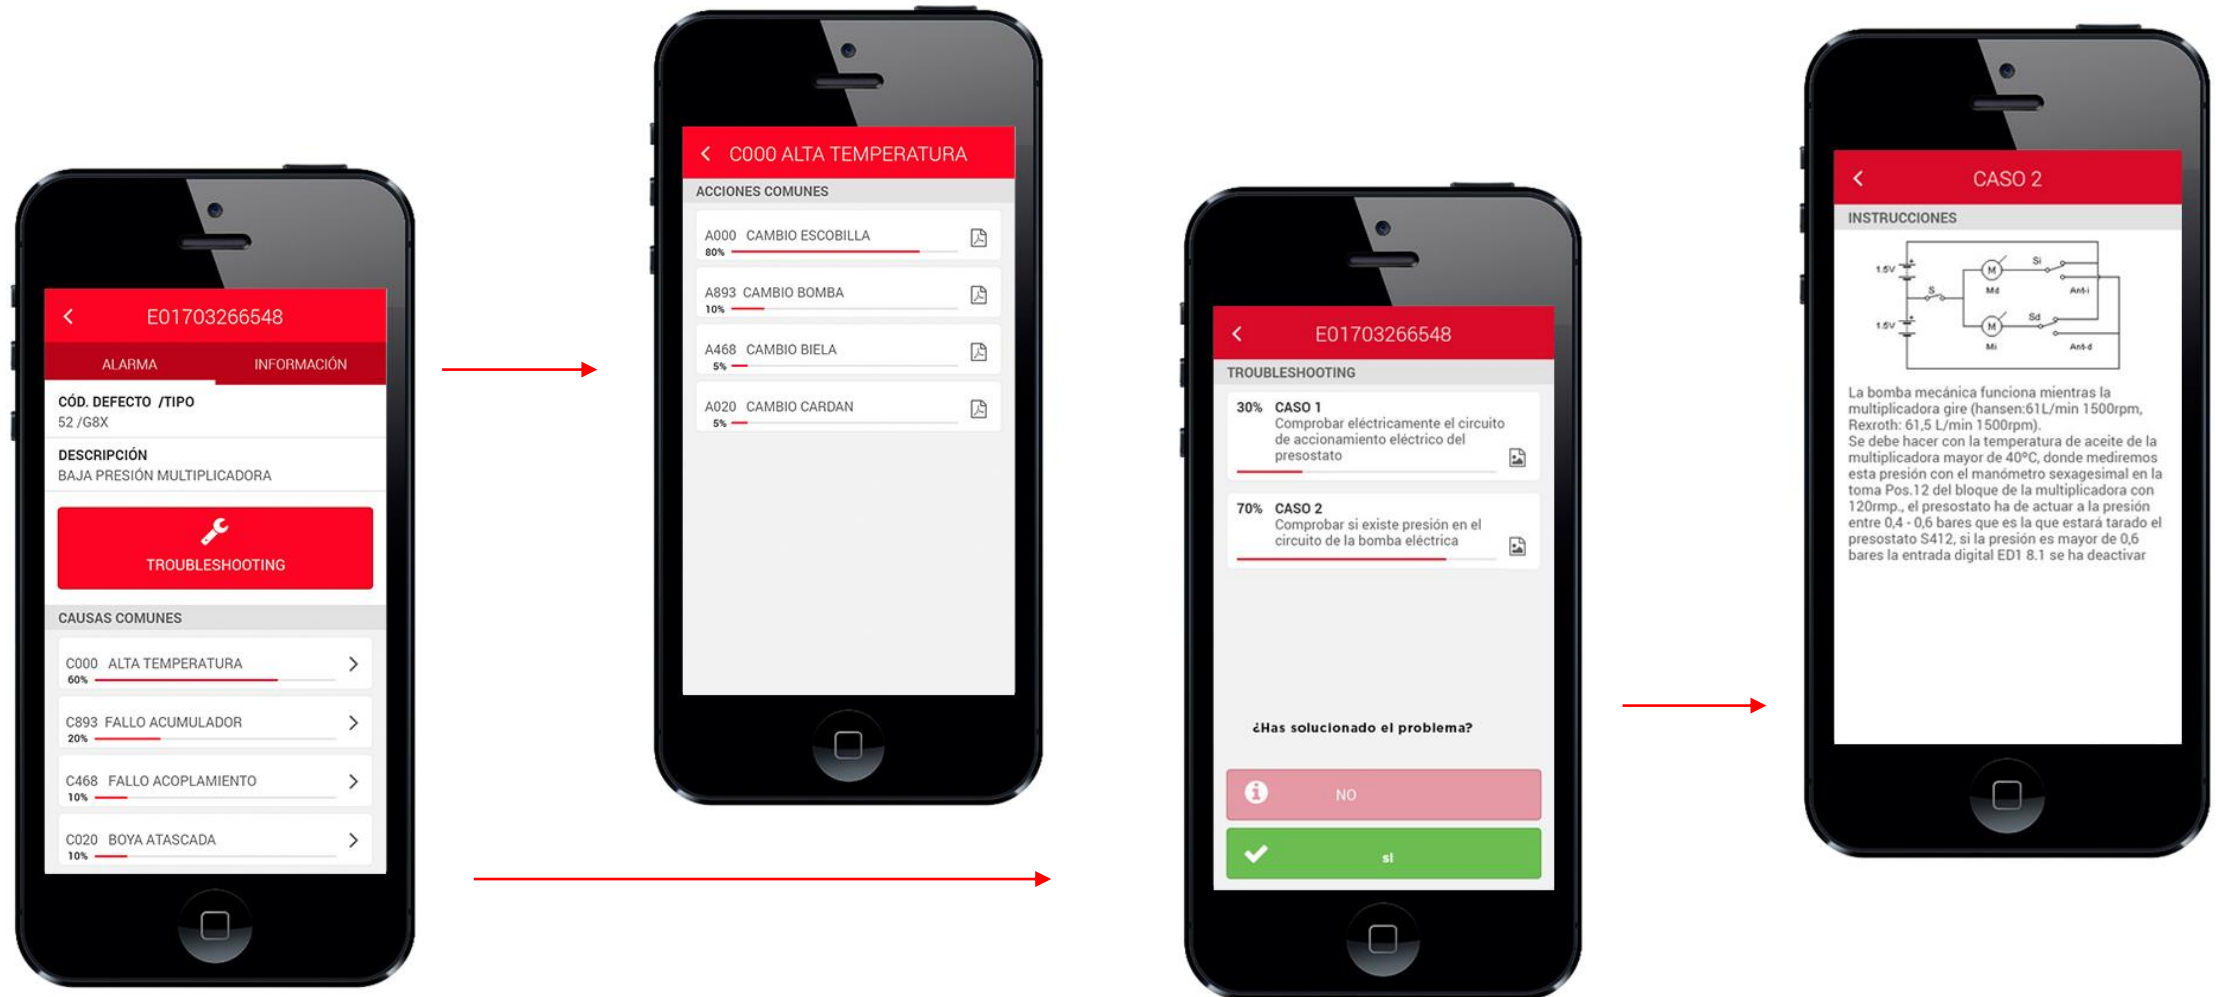 E01703266548
ALARMA
INFORMACIÓN
CÓD. DEFECTO /TIPO
52 /G8X
DESCRIPCIÓN
BAJA PRESIÓN MULTIPLICADORA
TROUBLESHOOTING
CAUSAS COMUNES
C000 ALTA TEMPERATURA
60%
C893 FALLO ACUMULADOR
20%
C468 FALLO ACOPLAMIENTO
10%
C020 BOYA ATASCADA
10%
C000 ALTA TEMPERATURA
ACCIONES COMUNES
A000 CAMBIO ESCOBILLA
80%
A893 CAMBIO BOMBA
10%
A468 CAMBIO BIELA
5%
A020 CAMBIO CARDAN
5%
E01703266548
TROUBLESHOOTING
30% CASO 1
Comprobar eléctricamente el circuito
de accionamiento eléctrico del
presostato
70% CASO 2
Comprobar si existe presión en el
circuito de la bomba eléctrica
¿Has solucionado el problema?
NO
sI
CASO 2
INSTRUCCIONES
1.5V
S
M
Md
Si
Ant-i
1.5V
M
Mi
Sd
Ant-d
La bomba mecánica funciona mientras la
multiplicadora gire (hansen:61L/min 1500rpm,
Rexroth: 61,5 L/min 1500rpm).
Se debe hacer con la temperatura de aceite de la
multiplicadora mayor de 40ºC, donde mediremos
esta presión con el manómetro sexagesimal en la
toma Pos.12 del bloque de la multiplicadora con
120rmp., el presostato ha de actuar a la presión
entre 0,4 - 0,6 bares que es la que estará tarado el
presostato S412, si la presión es mayor de 0,6
bares la entrada digital ED1 8.1 se ha deactivar